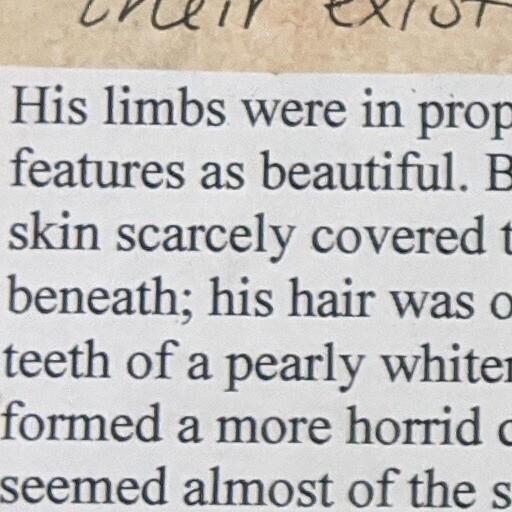 their exist
His limbs were in prop
features as beautiful. B
skin scarcely covered t
beneath; his hair was o
teeth of a pearly whiten
formed a more horrid c
seemed almost of the s